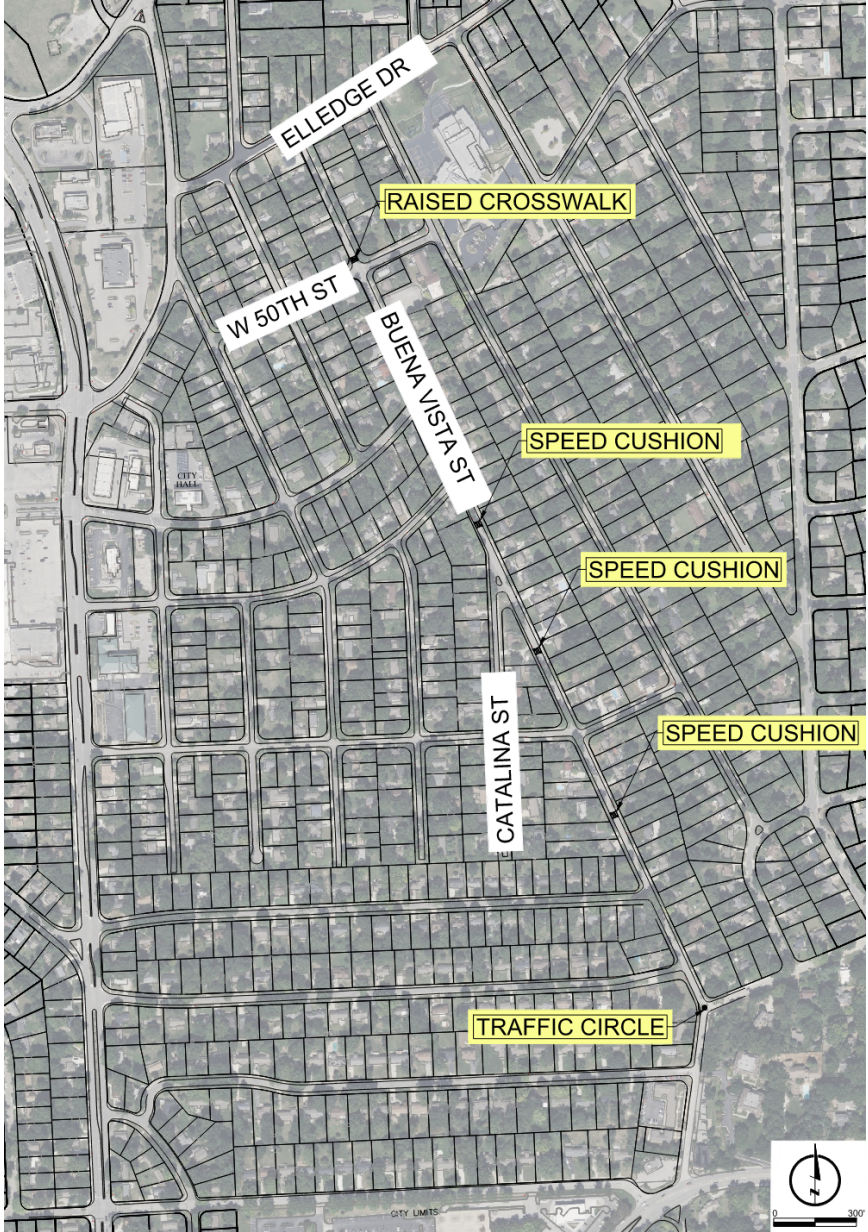 ELLEDGE DR
RAISED CROSSWALK
W 50TH ST
BUENA VISTA ST
SPEED CUSHION
CITY
HALL
SPEED CUSHION
CATALINA ST
SPEED CUSHION
TRAFFIC CIRCLE
N
CITY LIMITS
0 300